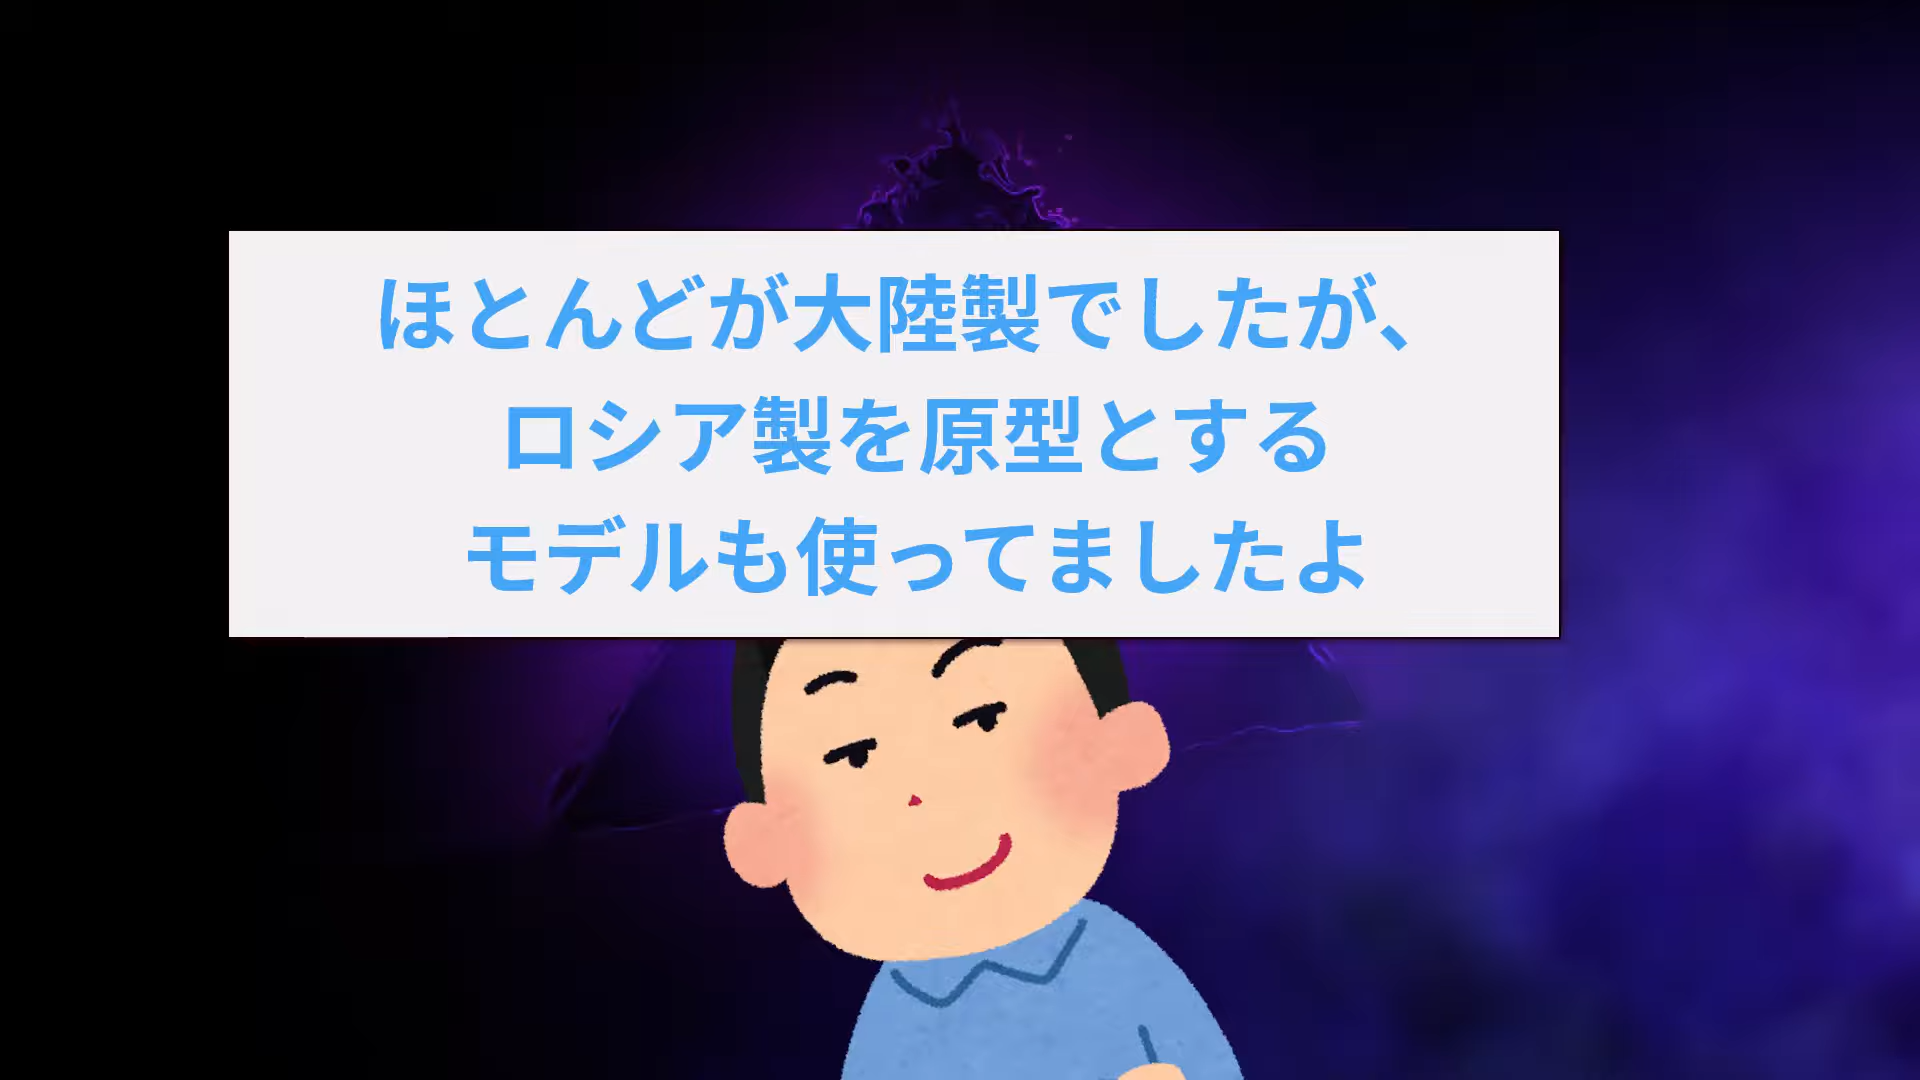 ほとんどが大陸製でしたが、
ロシア製を原型とする
モデルも使ってましたよ